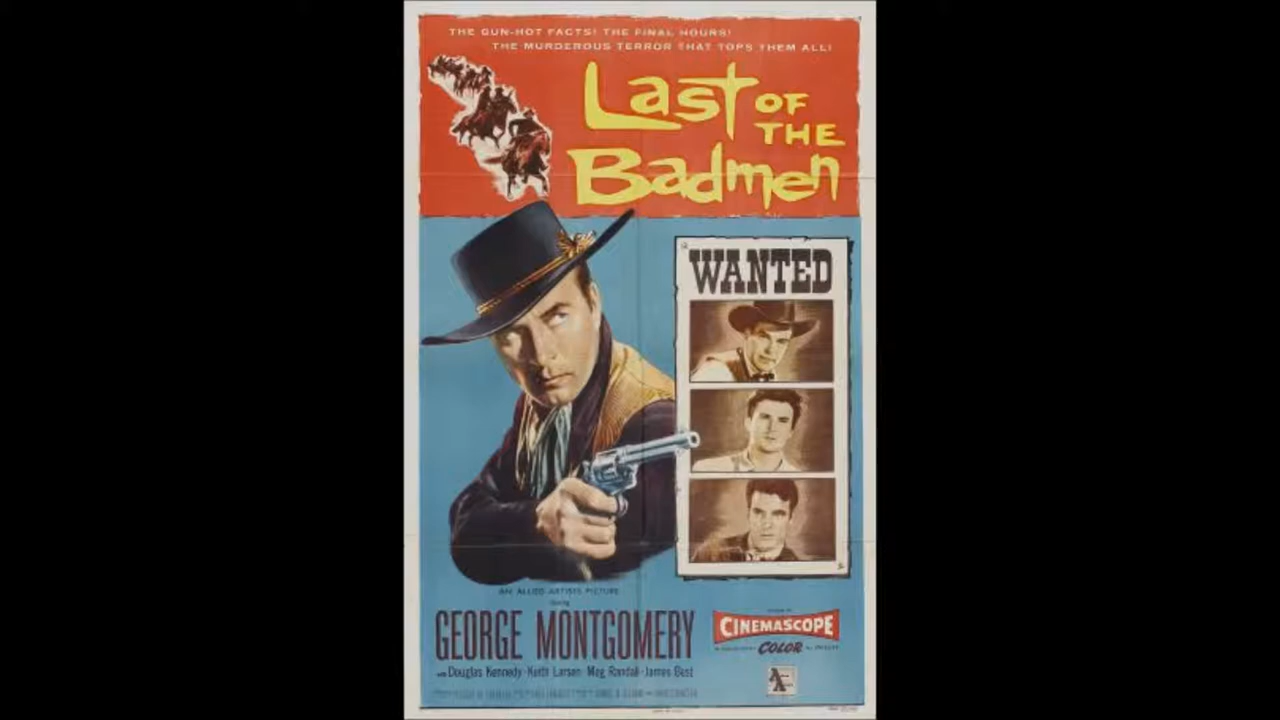 THE GUN-HOT FACTS! THE FINAL HOURS!
THE MURDEROUS TERROR THAT TOPS THEM ALL!
LAST OF
THE
BADMEN
WANTED
AN ALLIED ARTISTS PICTURE
GEORGE MONTGOMERY
with Douglas Kennedy · Keith Larsen · Meg Randall · James Best
CINEMASCOPE
COLOR